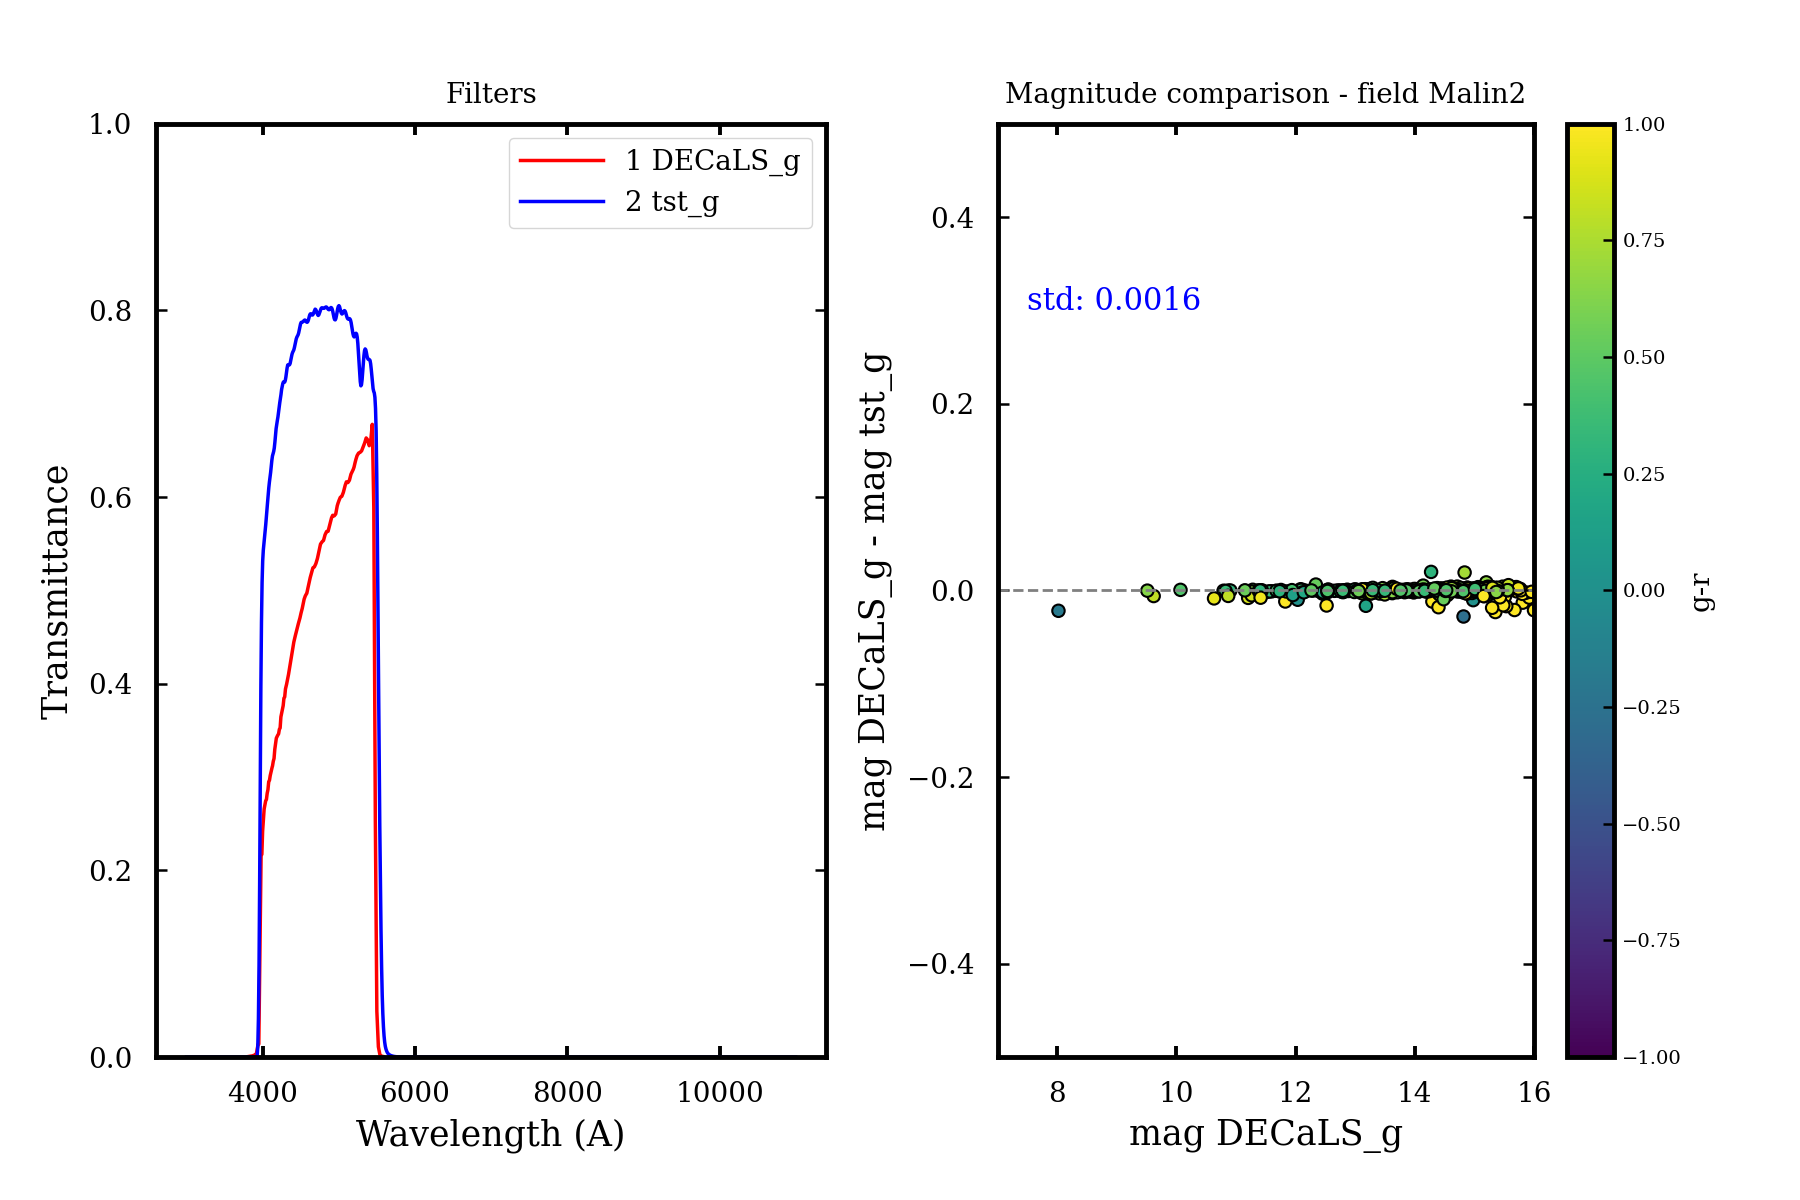 Filters
1.0
0.8
0.6
0.4
0.2
0.0
Transmittance
1 DECaLS_g
2 tst_g
4000
6000
8000
10000
Wavelength (A)
Magnitude comparison - field Malin2
0.4
0.2
0.0
−0.2
−0.4
mag DECaLS_g - mag tst_g
std: 0.0016
8
10
12
14
16
mag DECaLS_g
1.00
0.75
0.50
0.25
0.00
−0.25
−0.50
−0.75
−1.00
g-r